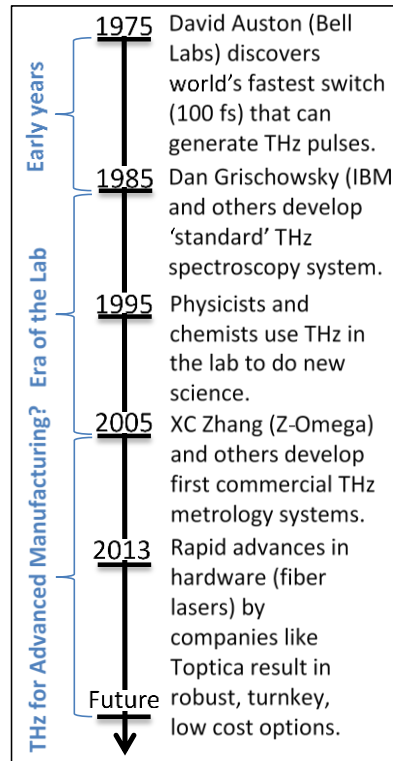 1975
David Auston (Bell
Labs) discovers
world's fastest switch
(100 fs) that can
generate THz pulses.
Early years
1985
Dan Grischowsky (IBM
and others develop
'standard' THz
spectroscopy system.
Era of the Lab
1995
Physicists and
chemists use THz in
the lab to do new
science.
2005
XC Zhang (Z-Omega)
and others develop
first commercial THz
metrology systems.
THz for Advanced Manufacturing?
2013
Rapid advances in
hardware (fiber
lasers) by
companies like
Toptica result in
robust, turnkey,
low cost options.
Future